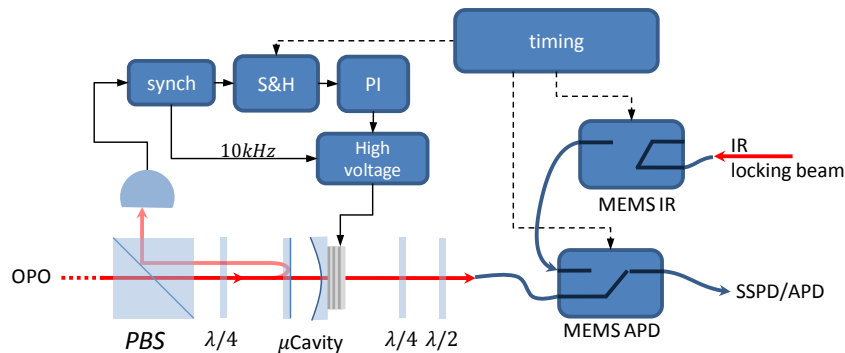 timing
synch
S&H
PI
10kHz
High
voltage
IR
locking beam
MEMS IR
OPO
SSPD/APD
MEMS APD
PBS
λ/4
μCavity
λ/4
λ/2